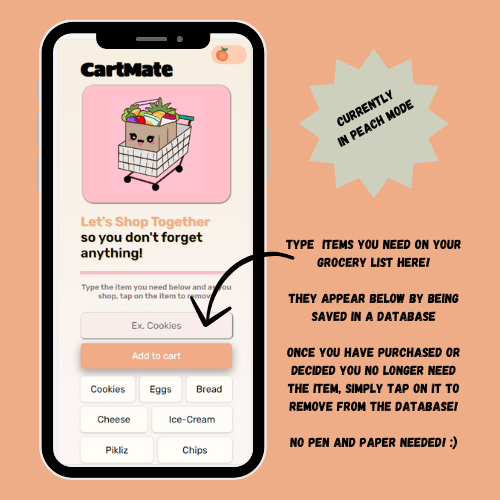 CartMate
Let's Shop Together
so you don't forget
anything!
Type the item you need below and as you
shop, tap on the item to remove
Ex. Cookies
Add to cart
Cookies
Eggs
Bread
Cheese
Ice-Cream
Pikliz
Chips
CURRENTLY
IN PEACH MODE
TYPE ITEMS YOU NEED ON YOUR
GROCERY LIST HERE!
THEY APPEAR BELOW BY BEING
SAVED IN A DATABASE
ONCE YOU HAVE PURCHASED OR
DECIDED YOU NO LONGER NEED
THE ITEM, SIMPLY TAP ON IT TO
REMOVE FROM THE DATABASE!
NO PEN AND PAPER NEEDED! :)